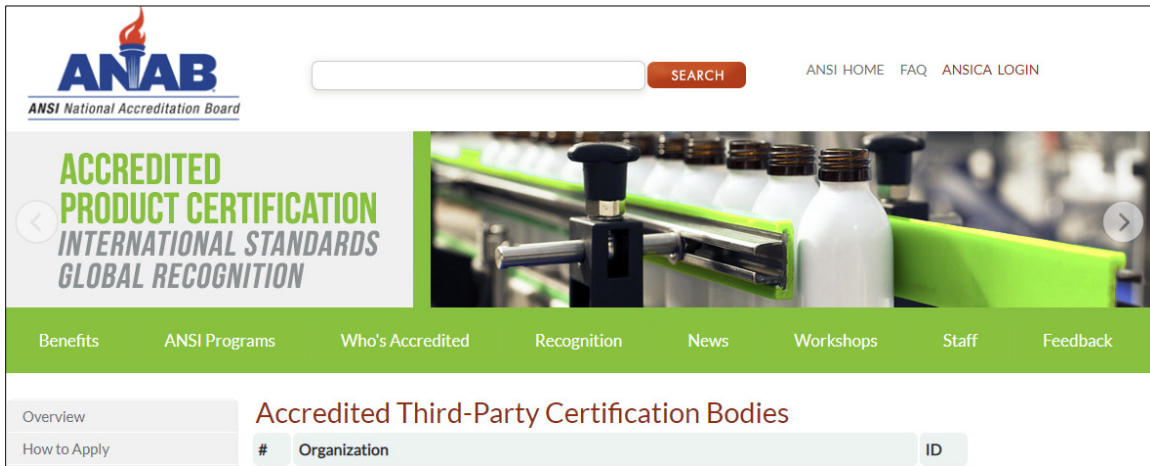 ANAB
ANSI National Accreditation Board
SEARCH
ANSI HOME FAQ ANSICA LOGIN
ACCREDITED
PRODUCT CERTIFICATION
INTERNATIONAL STANDARDS
GLOBAL RECOGNITION
Benefits ANSI Programs Who's Accredited Recognition News Workshops Staff Feedback
Overview
How to Apply
Accredited Third-Party Certification Bodies
# Organization ID